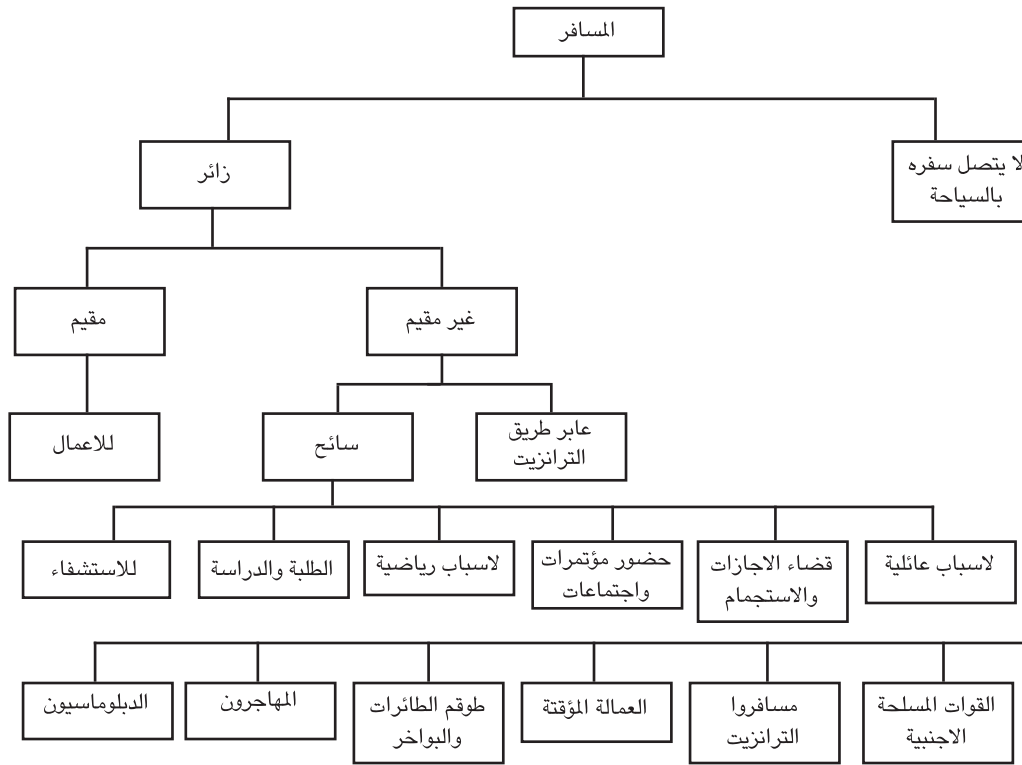 المسافر
لا يتصل سفره
بالسياحة
زائر
غير مقيم
مقيم
عابر طريق
الترانزيت
سائح
للاعمال
لاسباب عائلية
قضاء الاجازات
والاستجمام
حضور مؤتمرات
واجتماعات
لاسباب رياضية
الطلبة والدراسة
للاستشفاء
القوات المسلحة
الاجنبية
مسافروا
الترانزيت
العمالة المؤقتة
طوقم الطائرات
والبواخر
المهاجرون
الدبلوماسيون